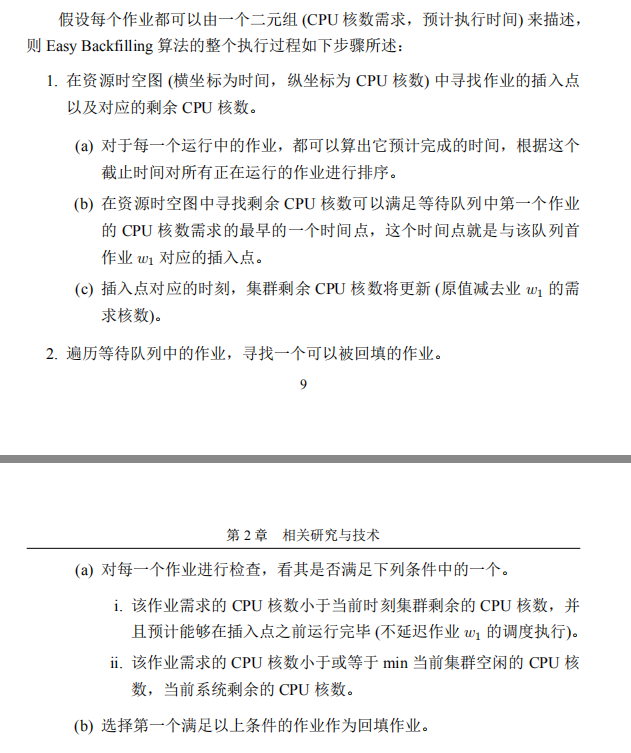 假设每个作业都可以由一个二元组 (CPU 核数需求，预计执行时间) 来描述，
则 Easy Backfilling 算法的整个执行过程如下步骤所述：
1. 在资源时空图 (横坐标为时间，纵坐标为 CPU 核数) 中寻找作业的插入点
以及对应的剩余 CPU 核数。
(a) 对于每一个运行中的作业，都可以算出它预计完成的时间，根据这个
截止时间对所有正在运行的作业进行排序。
(b) 在资源时空图中寻找剩余 CPU 核数可以满足等待队列中第一个作业
的 CPU 核数需求的最早的一个时间点，这个时间点就是与该队列首
作业 w₁ 对应的插入点。
(c) 插入点对应的时刻，集群剩余 CPU 核数将更新 (原值减去业 w₁ 的需
求核数)。
2. 遍历等待队列中的作业，寻找一个可以被回填的作业。
9
第 2 章 相关研究与技术
(a) 对每一个作业进行检查，看其是否满足下列条件中的一个。
i. 该作业需求的 CPU 核数小于当前时刻集群剩余的 CPU 核数，并
且预计能够在插入点之前运行完毕 (不延迟作业 w₁ 的调度执行)。
ii. 该作业需求的 CPU 核数小于或等于 min 当前集群空闲的 CPU 核
数，当前系统剩余的 CPU 核数。
(b) 选择第一个满足以上条件的作业作为回填作业。